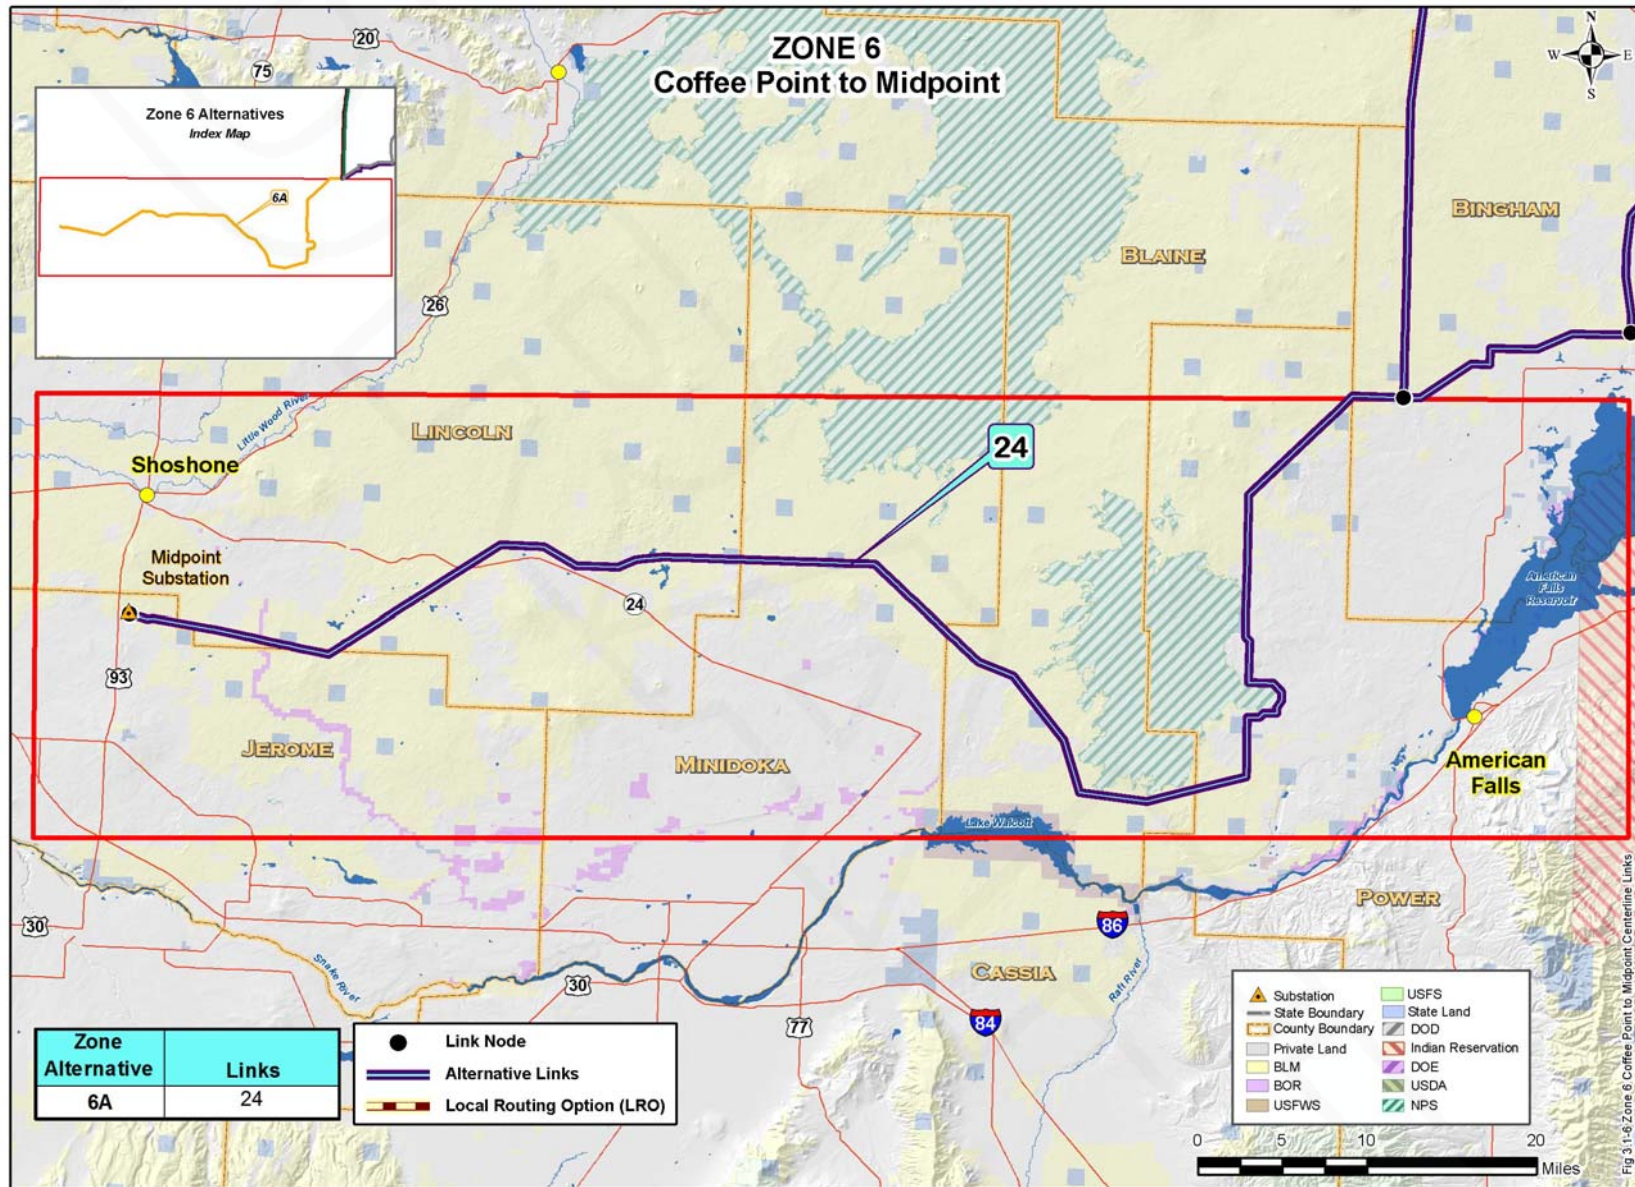 ZONE 6
Coffee Point to Midpoint
N
W
E
S
20
75
Zone 6 Alternatives
Index Map
6A
26
BINGHAM
BLAINE
Little Wood River
LINCOLN
24
Shoshone
Midpoint
Substation
24
American
Falls
Reservoir
93
JEROME
MINIDOKA
American
Falls
Lake Walcott
POWER
30
86
Snake
River
30
CASSIA
Raft River
77
84
Zone
Alternative
Links
6A
24
Link Node
Alternative Links
Local Routing Option (LRO)
Substation
State Boundary
County Boundary
Private Land
BLM
BOR
USFWS
USFS
State Land
DOD
Indian Reservation
DOE
USDA
NPS
0
5
10
20
Miles
Fig 3.1-6 Zone 6 Coffee Point to Midpoint Centerline Links